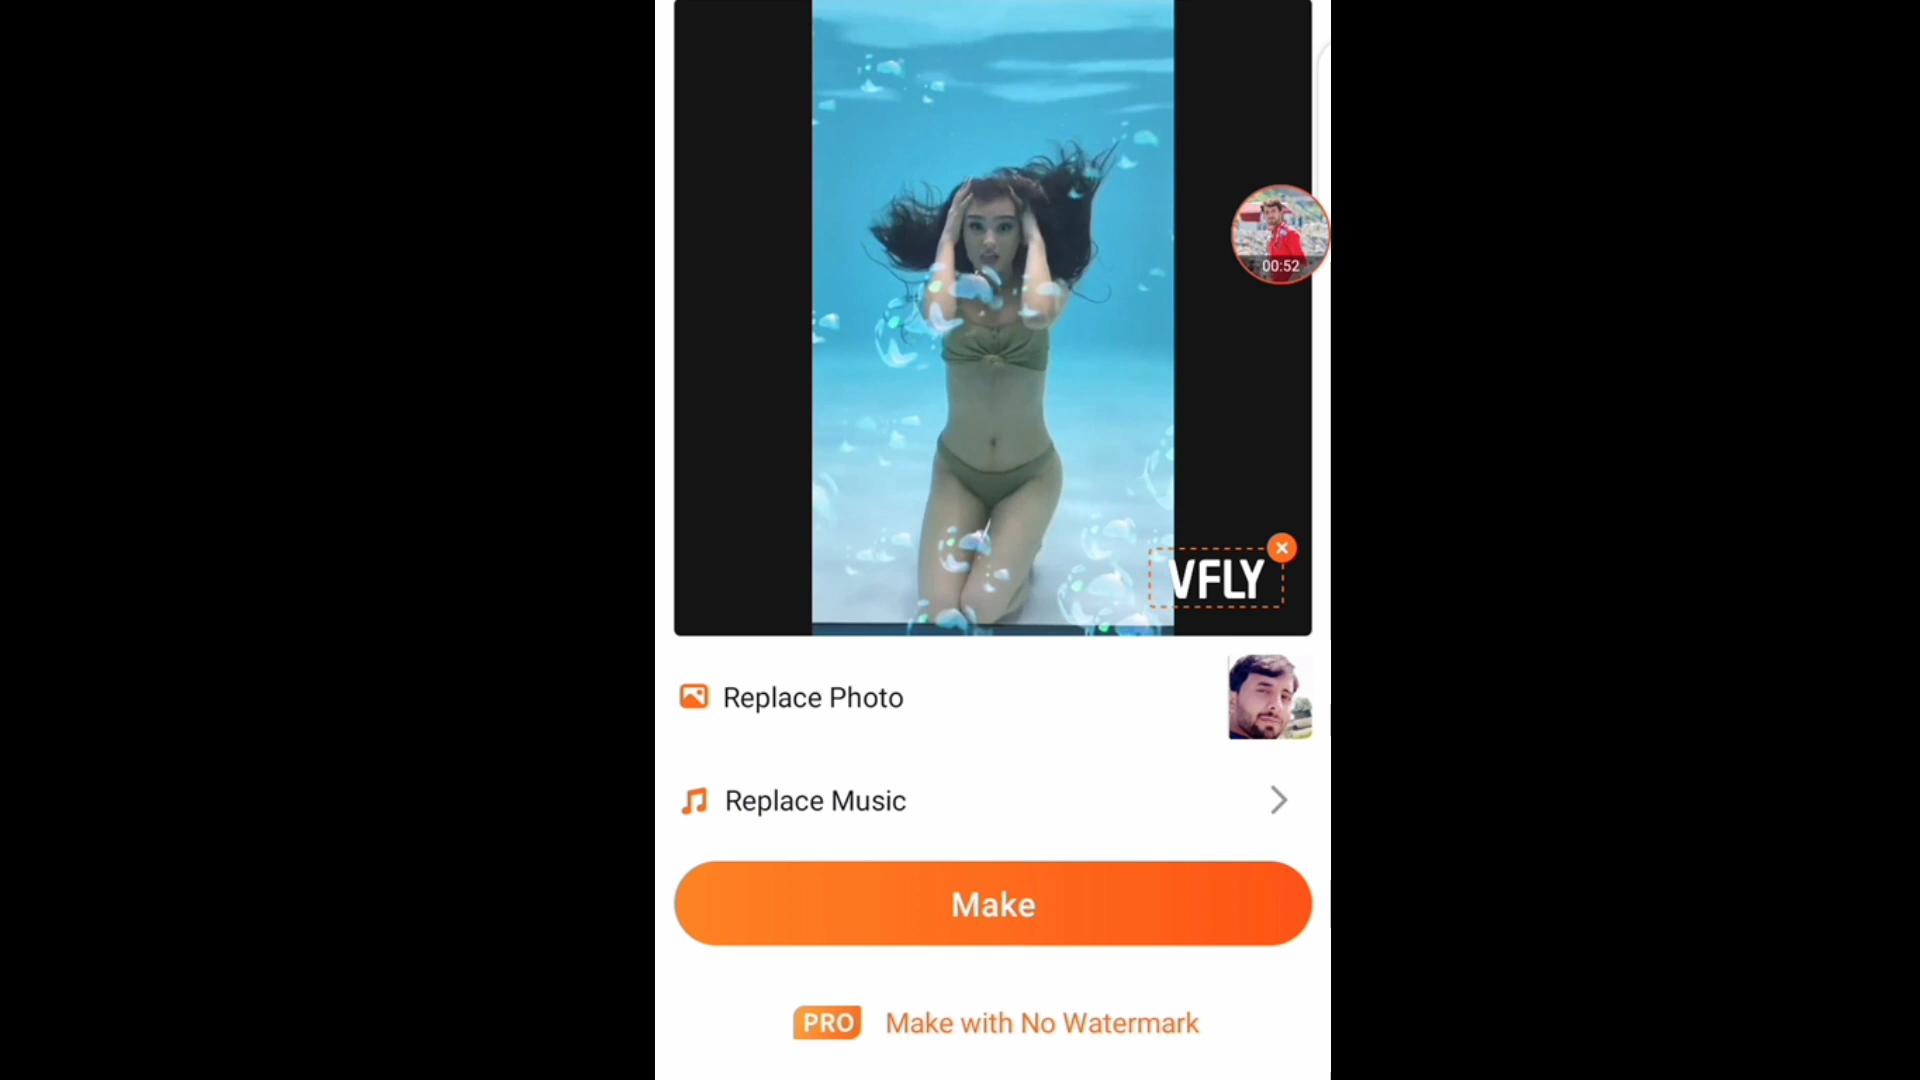 00:52
VFLY
Replace Photo
Replace Music
Make
PRO Make with No Watermark